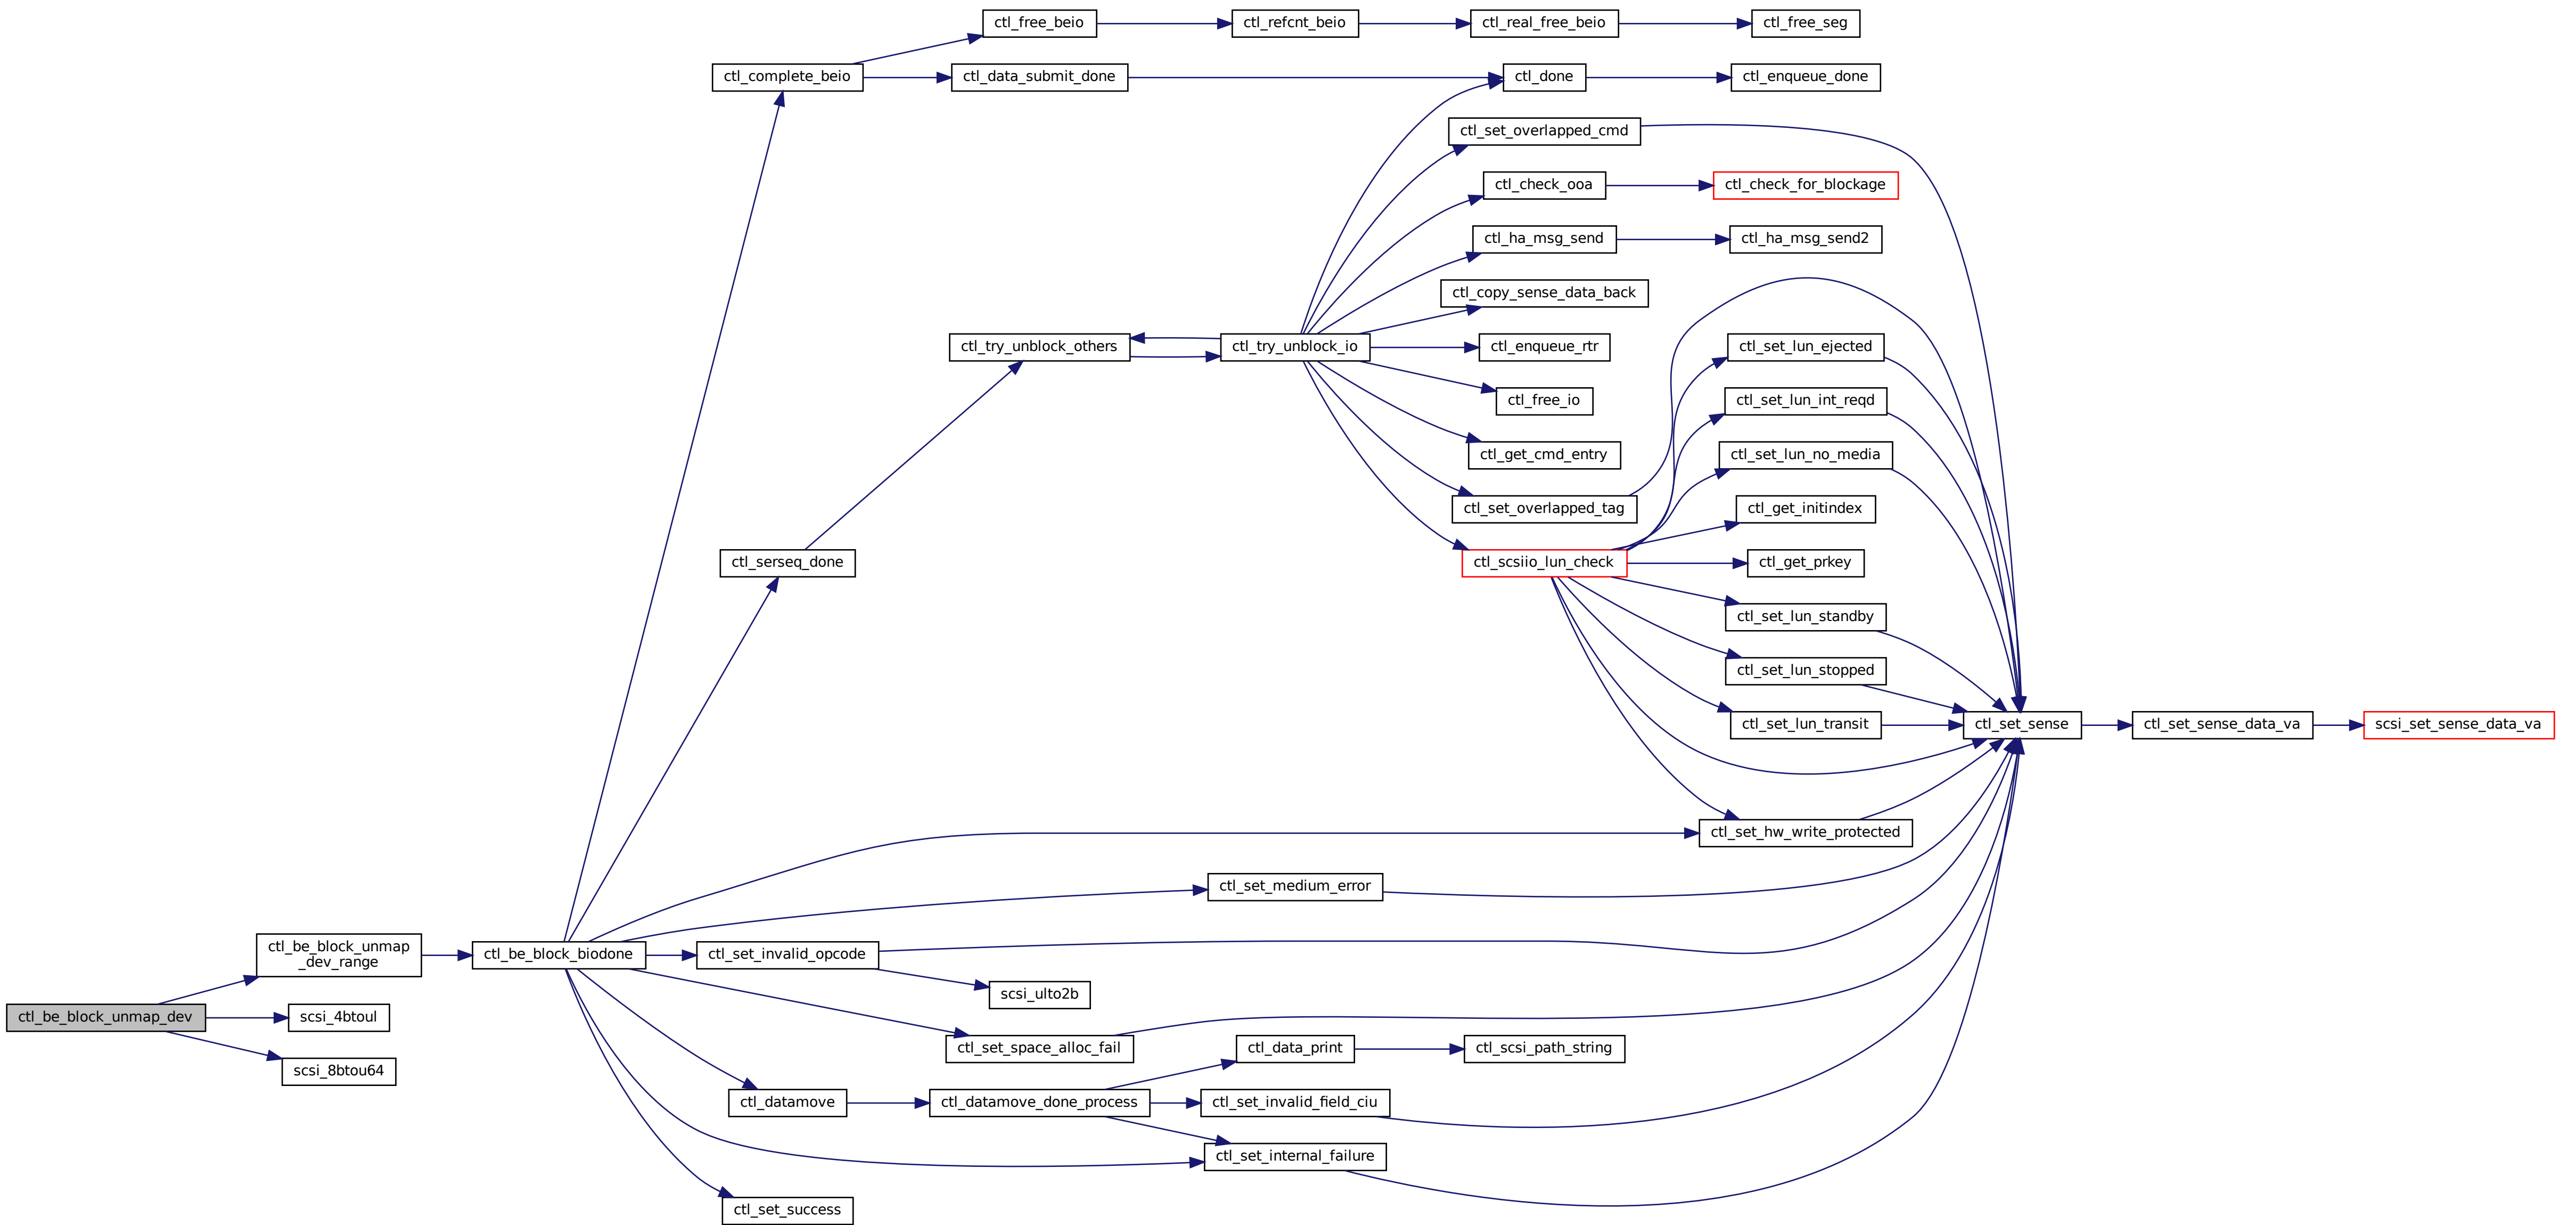 ctl_free_beio
ctl_refcnt_beio
ctl_real_free_beio
ctl_free_seg
ctl_complete_beio
ctl_data_submit_done
ctl_done
ctl_enqueue_done
ctl_set_overlapped_cmd
ctl_check_ooa
ctl_check_for_blockage
ctl_ha_msg_send
ctl_ha_msg_send2
ctl_copy_sense_data_back
ctl_try_unblock_others
ctl_try_unblock_io
ctl_enqueue_rtr
ctl_set_lun_ejected
ctl_free_io
ctl_set_lun_int_reqd
ctl_get_cmd_entry
ctl_set_lun_no_media
ctl_set_overlapped_tag
ctl_get_initindex
ctl_serseq_done
ctl_scsiio_lun_check
ctl_get_prkey
ctl_set_lun_standby
ctl_set_lun_stopped
ctl_set_lun_transit
ctl_set_sense
ctl_set_sense_data_va
scsi_set_sense_data_va
ctl_set_hw_write_protected
ctl_set_medium_error
ctl_be_block_unmap
_dev_range
ctl_be_block_biodone
ctl_set_invalid_opcode
scsi_ulto2b
ctl_be_block_unmap_dev
scsi_4btoul
ctl_set_space_alloc_fail
ctl_data_print
ctl_scsi_path_string
scsi_8btou64
ctl_datamove
ctl_datamove_done_process
ctl_set_invalid_field_ciu
ctl_set_internal_failure
ctl_set_success